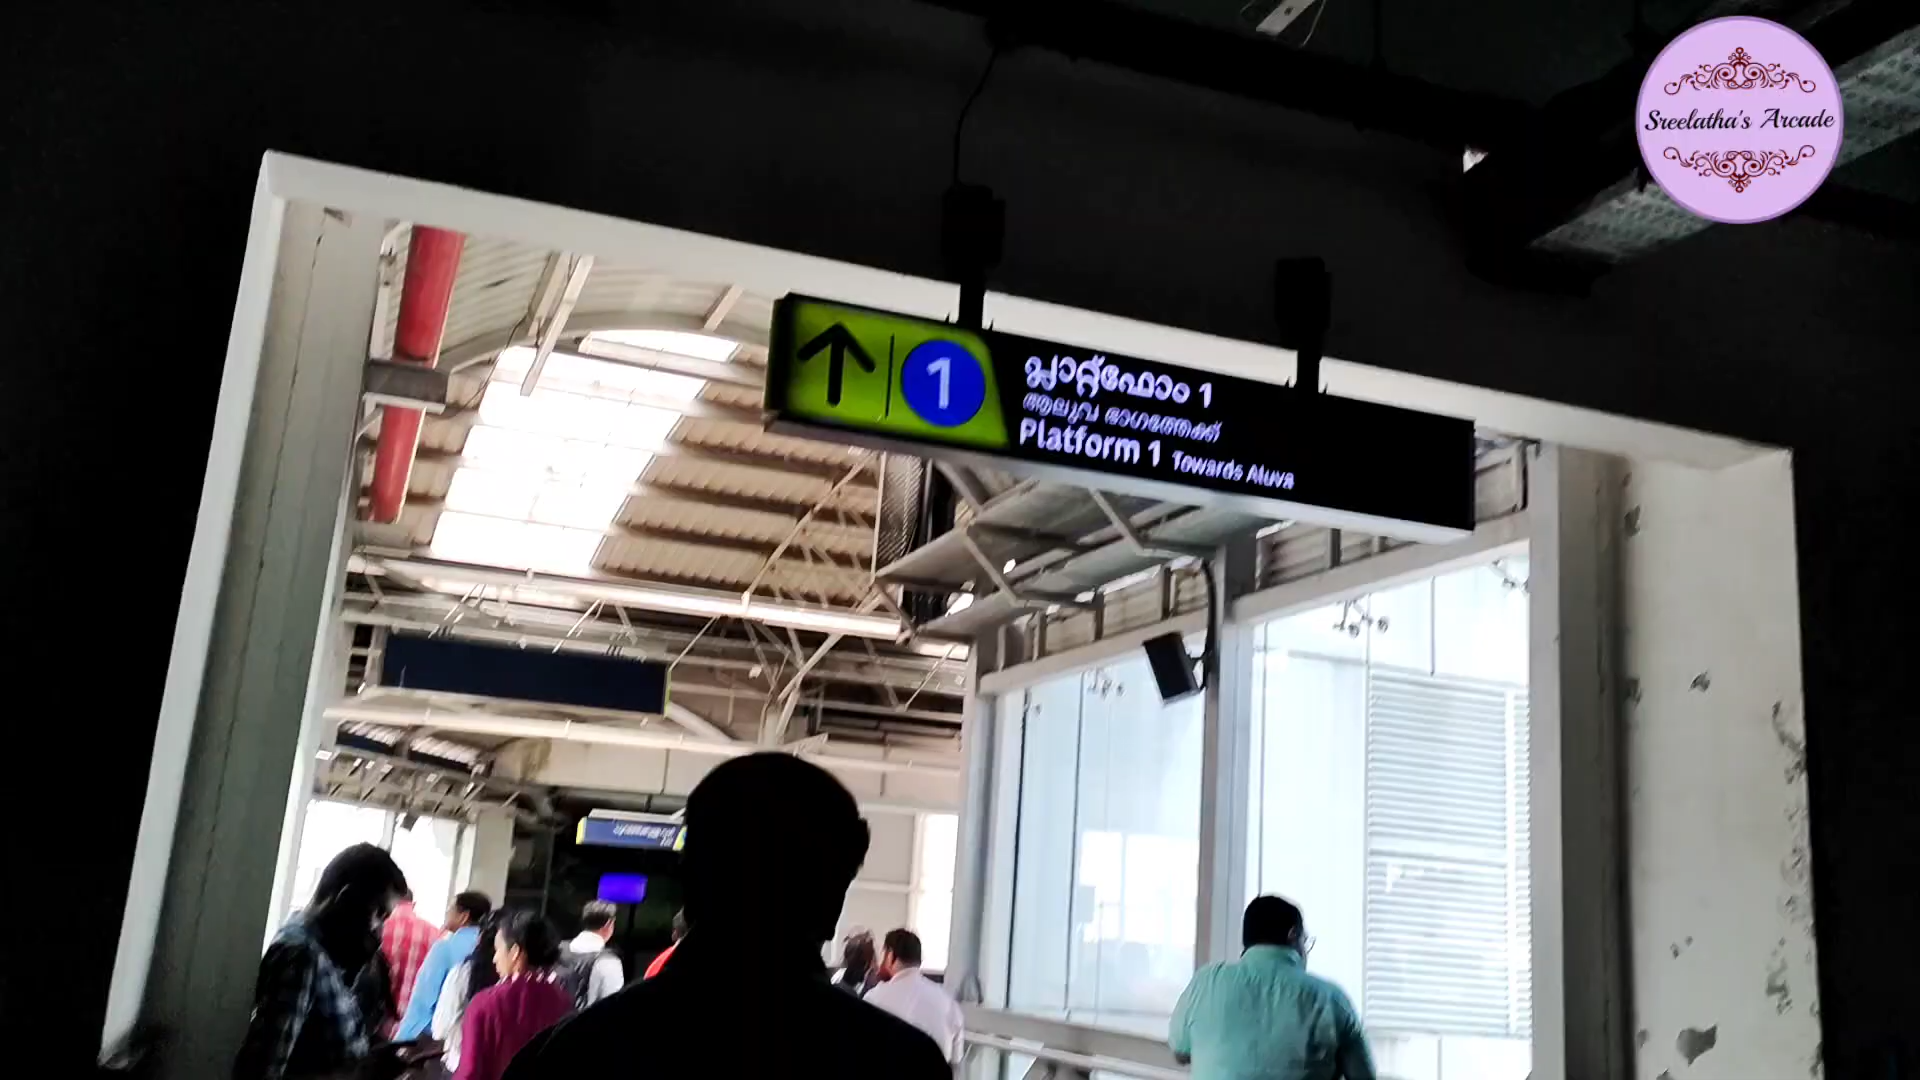 Sreelatha's Arcade
1
പ്ലാറ്റ്ഫോം 1
ആലുവ ഭാഗത്തേക്ക്
Platform 1 Towards Aluva